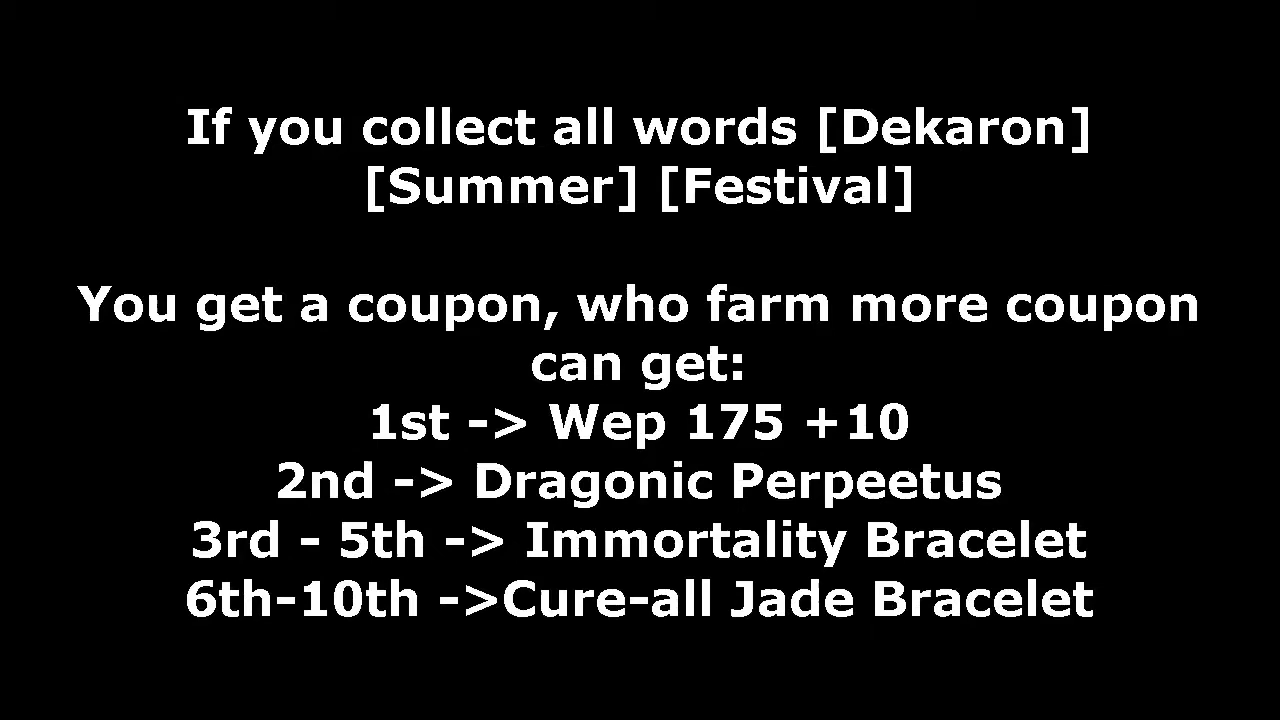 If you collect all words [Dekaron]
[Summer] [Festival]
You get a coupon, who farm more coupon
can get:
1st -> Wep 175 +10
2nd -> Dragonic Perpeetus
3rd - 5th -> Immortality Bracelet
6th-10th ->Cure-all Jade Bracelet